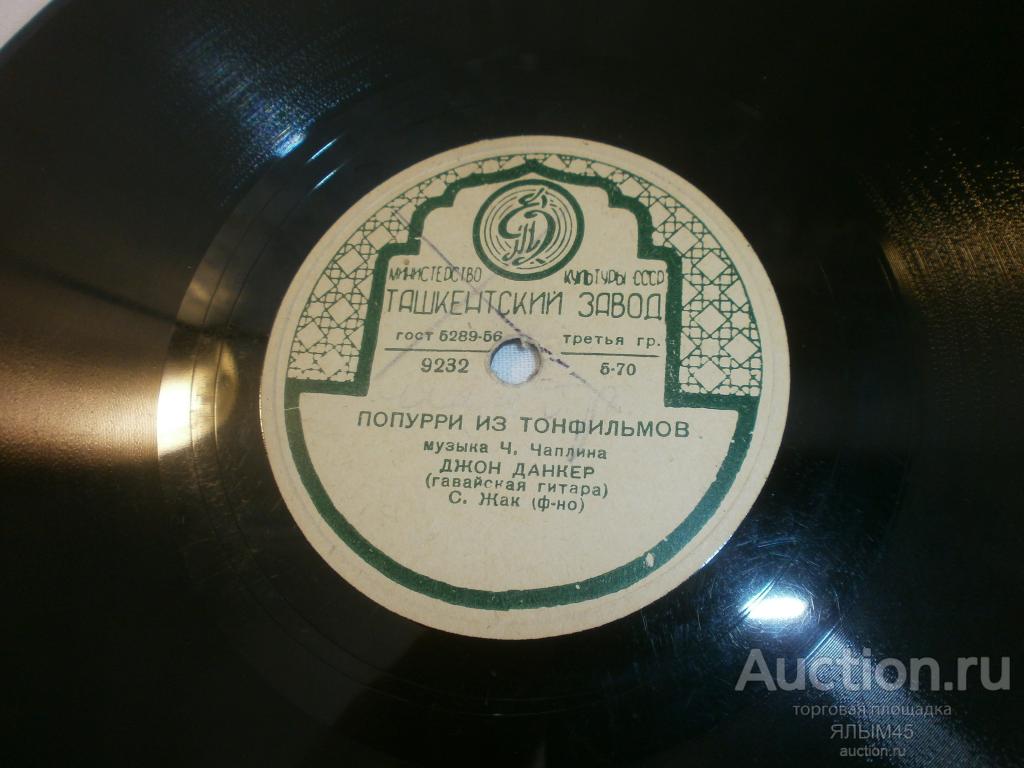 МИНИСТЕРСТВО КУЛЬТУРЫ СССР
ТАШКЕНТСКИЙ ЗАВОД
ГОСТ 5289-56 третья гр.
9232 5-70
ПОПУРРИ ИЗ ТОНФИЛЬМОВ
музыка Ч. Чаплина
ДЖОН ДАНКЕР
(гавайская гитара)
С. Жак (ф-но)
Auction.ru
торговая площадка
ЯЛЫМ45
auction.ru